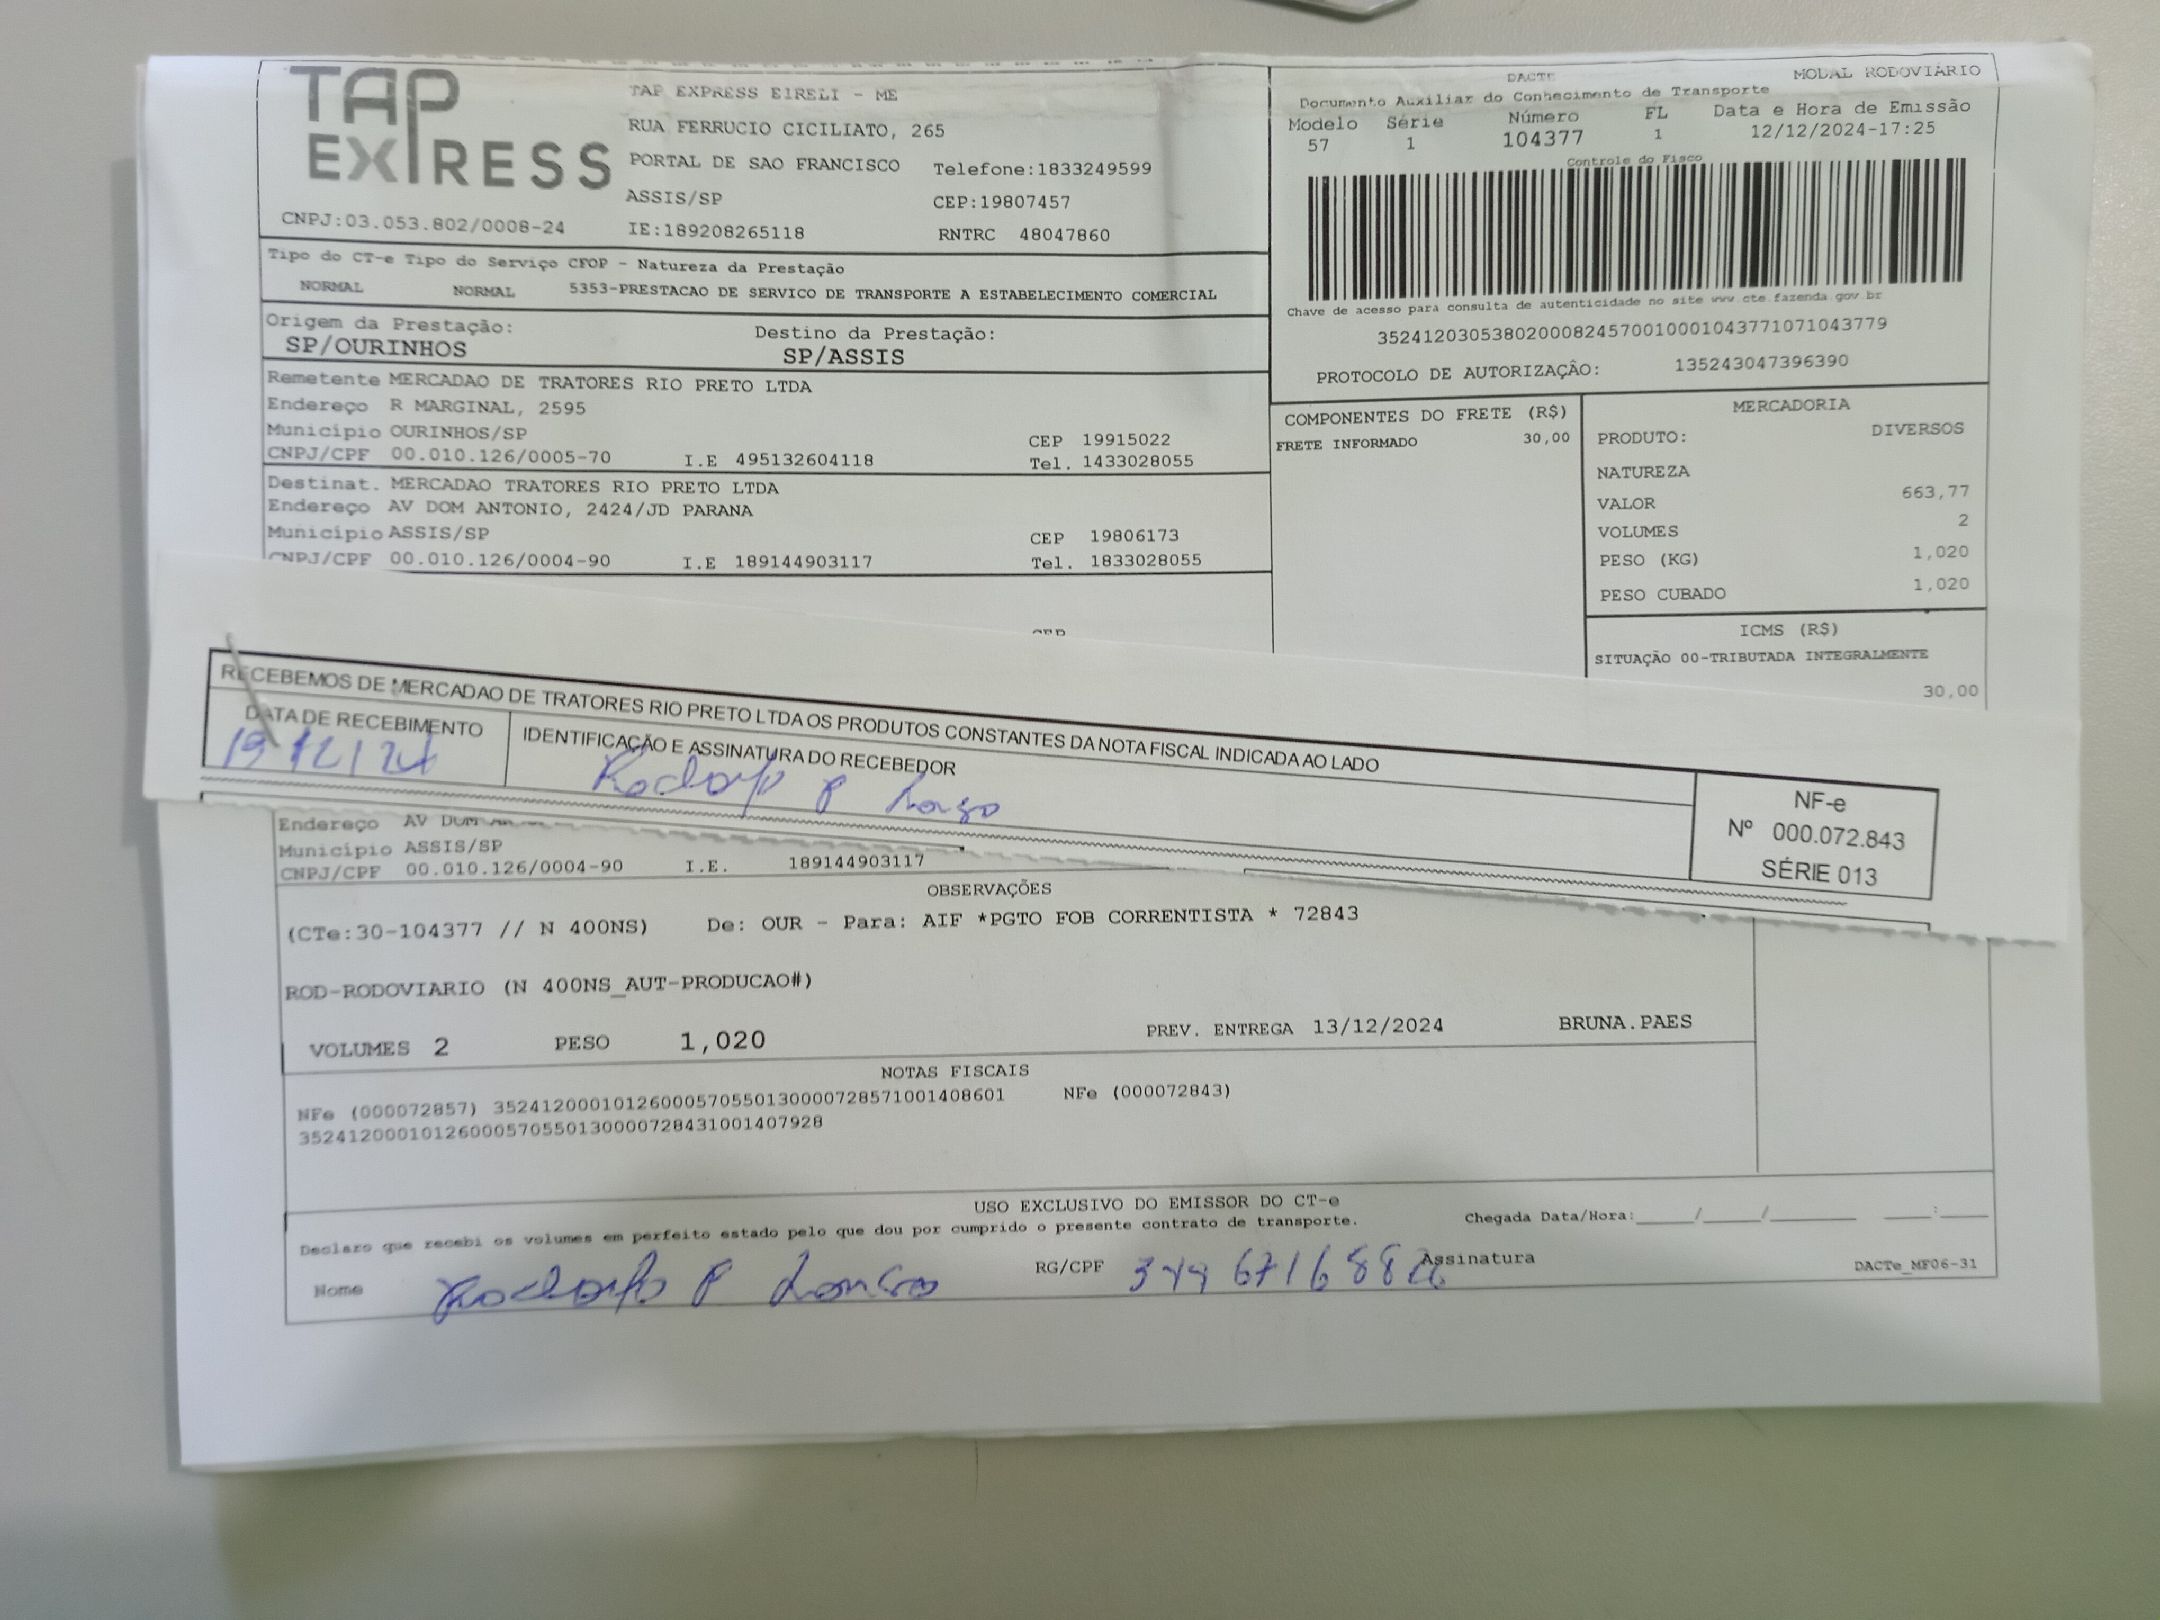 TAP EXPRESS
TAP EXPRESS EIRELI - ME
RUA FERRUCIO CICILIATO, 265
PORTAL DE SAO FRANCISCO Telefone:1833249599
ASSIS/SP CEP:19807457
CNPJ:03.053.802/0008-24 IE:189208265118 RNTRC 48047860
DACTE MODAL RODOVIÁRIO
Documento Auxiliar do Conhecimento de Transporte
Modelo Série Número FL Data e Hora de Emissão
57 1 104377 1 12/12/2024-17:25
Controle do Fisco
Chave de acesso para consulta de autenticidade no site www.cte.fazenda.gov.br
35241203053802000824570010001043771071043779
PROTOCOLO DE AUTORIZAÇÃO: 135243047396390
Tipo do CT-e Tipo do Serviço CFOP - Natureza da Prestação
NORMAL NORMAL 5353-PRESTACAO DE SERVICO DE TRANSPORTE A ESTABELECIMENTO COMERCIAL
Origem da Prestação: Destino da Prestação:
SP/OURINHOS SP/ASSIS
Remetente MERCADAO DE TRATORES RIO PRETO LTDA
Endereço R MARGINAL, 2595
Município OURINHOS/SP CEP 19915022
CNPJ/CPF 00.010.126/0005-70 I.E 495132604118 Tel. 1433028055
Destinat. MERCADAO TRATORES RIO PRETO LTDA
Endereço AV DOM ANTONIO, 2424/JD PARANA
Município ASSIS/SP CEP 19806173
CNPJ/CPF 00.010.126/0004-90 I.E 189144903117 Tel. 1833028055
COMPONENTES DO FRETE (R$)
FRETE INFORMADO 30,00
MERCADORIA
PRODUTO: DIVERSOS
NATUREZA
VALOR 663,77
VOLUMES 2
PESO (KG) 1,020
PESO CUBADO 1,020
ICMS (R$)
SITUAÇÃO 00-TRIBUTADA INTEGRALMENTE
30,00
RECEBEMOS DE MERCADAO DE TRATORES RIO PRETO LTDA OS PRODUTOS CONSTANTES DA NOTA FISCAL INDICADA AO LADO
DATA DE RECEBIMENTO IDENTIFICAÇÃO E ASSINATURA DO RECEBEDOR
NF-e
Nº 000.072.843
SÉRIE 013
Endereço AV DOM
Município ASSIS/SP
CNPJ/CPF 00.010.126/0004-90 I.E. 189144903117
OBSERVAÇÕES
(CTe:30-104377 // N 400NS) De: OUR - Para: AIF *PGTO FOB CORRENTISTA * 72843
ROD-RODOVIARIO (N 400NS_AUT-PRODUCAO#)
VOLUMES 2 PESO 1,020 PREV. ENTREGA 13/12/2024 BRUNA.PAES
NOTAS FISCAIS
NFe (000072857) 35241200010126000570550130000728571001408601 NFe (000072843)
35241200010126000570550130000728431001407928
USO EXCLUSIVO DO EMISSOR DO CT-e
Declaro que recebi os volumes em perfeito estado pelo que dou por cumprido o presente contrato de transporte. Chegada Data/Hora:_____/_____/________ ____:____
Nome RG/CPF Assinatura DACTe_MF06-31